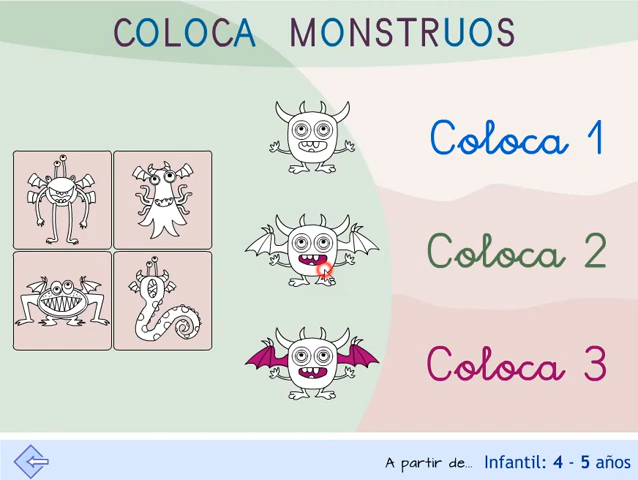 COLOCA MONSTRUOS
Coloca 1
Coloca 2
Coloca 3
A partir de... Infantil: 4 - 5 años